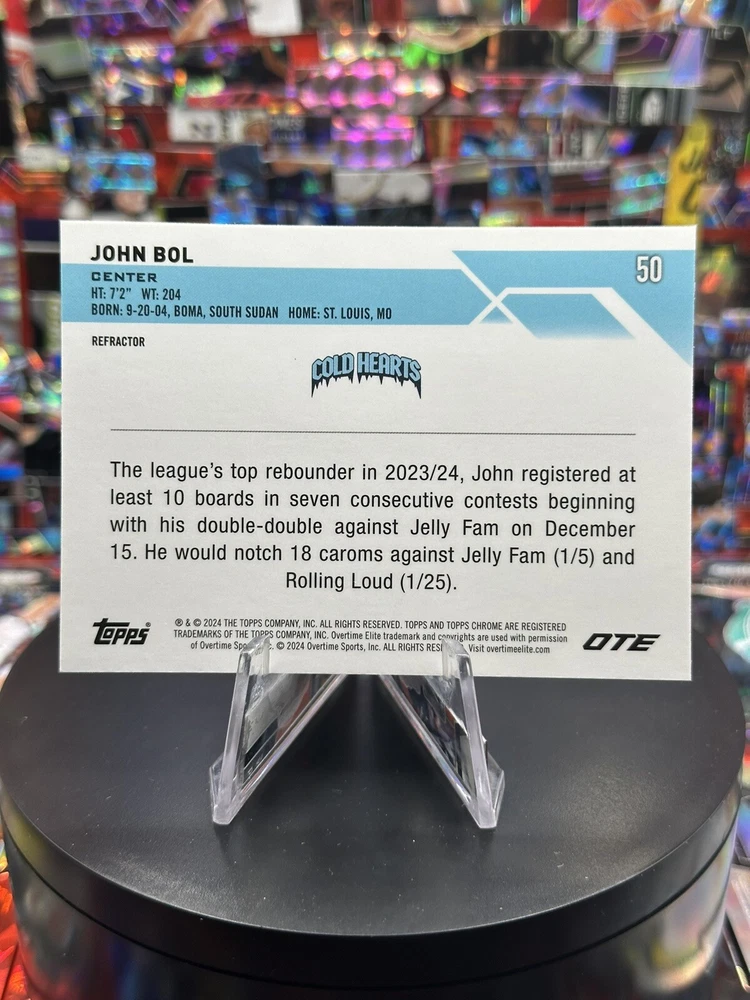 JOHN BOL
50
CENTER
HT: 7'2" WT: 204
BORN: 9-20-04, BOMA, SOUTH SUDAN HOME: ST. LOUIS, MO
REFRACTOR
COLD HEARTS
The league's top rebounder in 2023/24, John registered at
least 10 boards in seven consecutive contests beginning
with his double-double against Jelly Fam on December
15. He would notch 18 caroms against Jelly Fam (1/5) and
Rolling Loud (1/25).
Topps
® & © 2024 THE TOPPS COMPANY, INC. ALL RIGHTS RESERVED. TOPPS AND TOPPS CHROME ARE REGISTERED
TRADEMARKS OF THE TOPPS COMPANY, INC. Overtime Elite trademark and copyrights are used with permission
of Overtime © 2024 Overtime Sports, Inc. ALL RIGHTS Visit overtimeelite.com
OTE